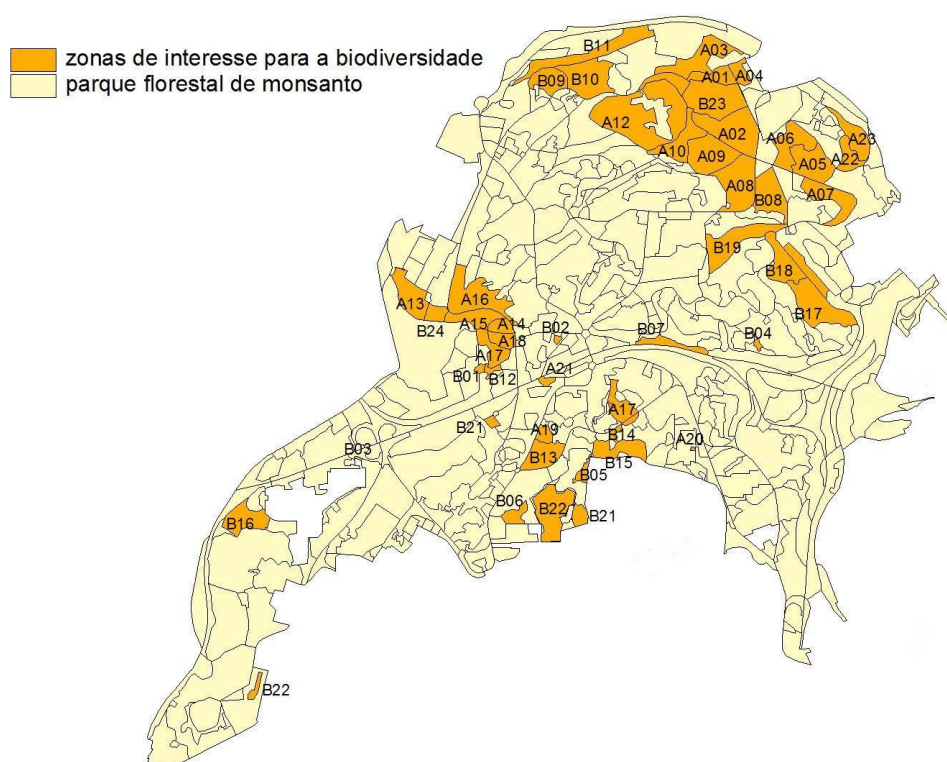 zonas de interesse para a biodiversidade
parque florestal de monsanto
B11
A03
B09
B10
A01
A04
B23
A12
A02
A06
A23
A10
A09
A05
A22
A08
B08
A07
B19
B18
B17
A13
A16
B24
A15
A14
A18
B02
B07
B04
A17
B01
B12
A21
B21
A19
A17
B14
A20
B03
B13
B15
B05
B06
B22
B21
B16
B22